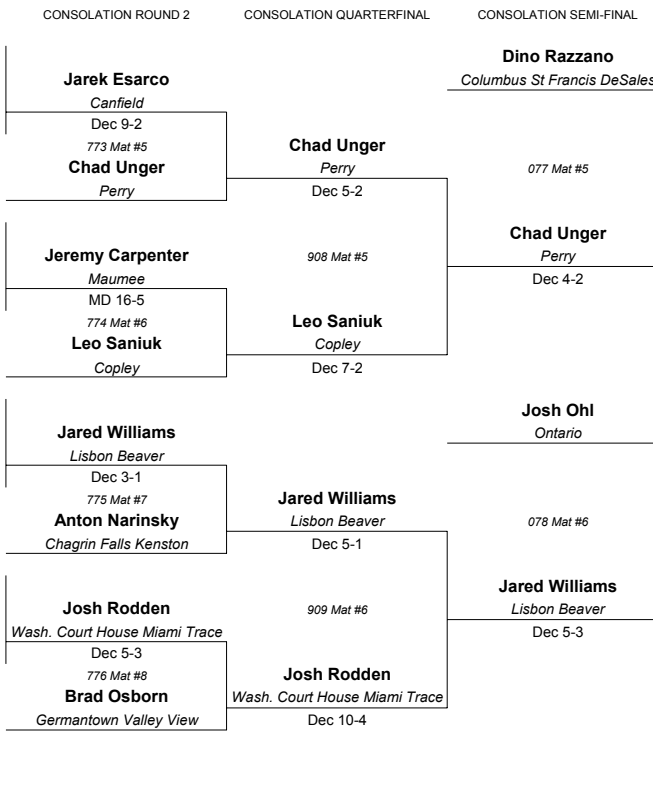 CONSOLATION ROUND 2 CONSOLATION QUARTERFINAL CONSOLATION SEMI-FINAL
Dino Razzano
Columbus St Francis DeSales
Jarek Esarco
Canfield
Dec 9-2
773 Mat #5
Chad Unger
Perry
Chad Unger
Perry
Dec 5-2
077 Mat #5
Chad Unger
Perry
Dec 4-2
Jeremy Carpenter
Maumee
MD 16-5
774 Mat #6
Leo Saniuk
Copley
908 Mat #5
Leo Saniuk
Copley
Dec 7-2
Josh Ohl
Ontario
Jared Williams
Lisbon Beaver
Dec 3-1
775 Mat #7
Anton Narinsky
Chagrin Falls Kenston
Jared Williams
Lisbon Beaver
Dec 5-1
078 Mat #6
Jared Williams
Lisbon Beaver
Dec 5-3
Josh Rodden
Wash. Court House Miami Trace
Dec 5-3
776 Mat #8
Brad Osborn
Germantown Valley View
909 Mat #6
Josh Rodden
Wash. Court House Miami Trace
Dec 10-4